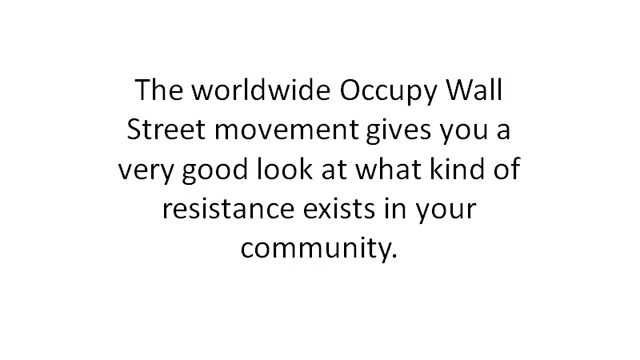 The worldwide Occupy Wall
Street movement gives you a
very good look at what kind of
resistance exists in your
community.